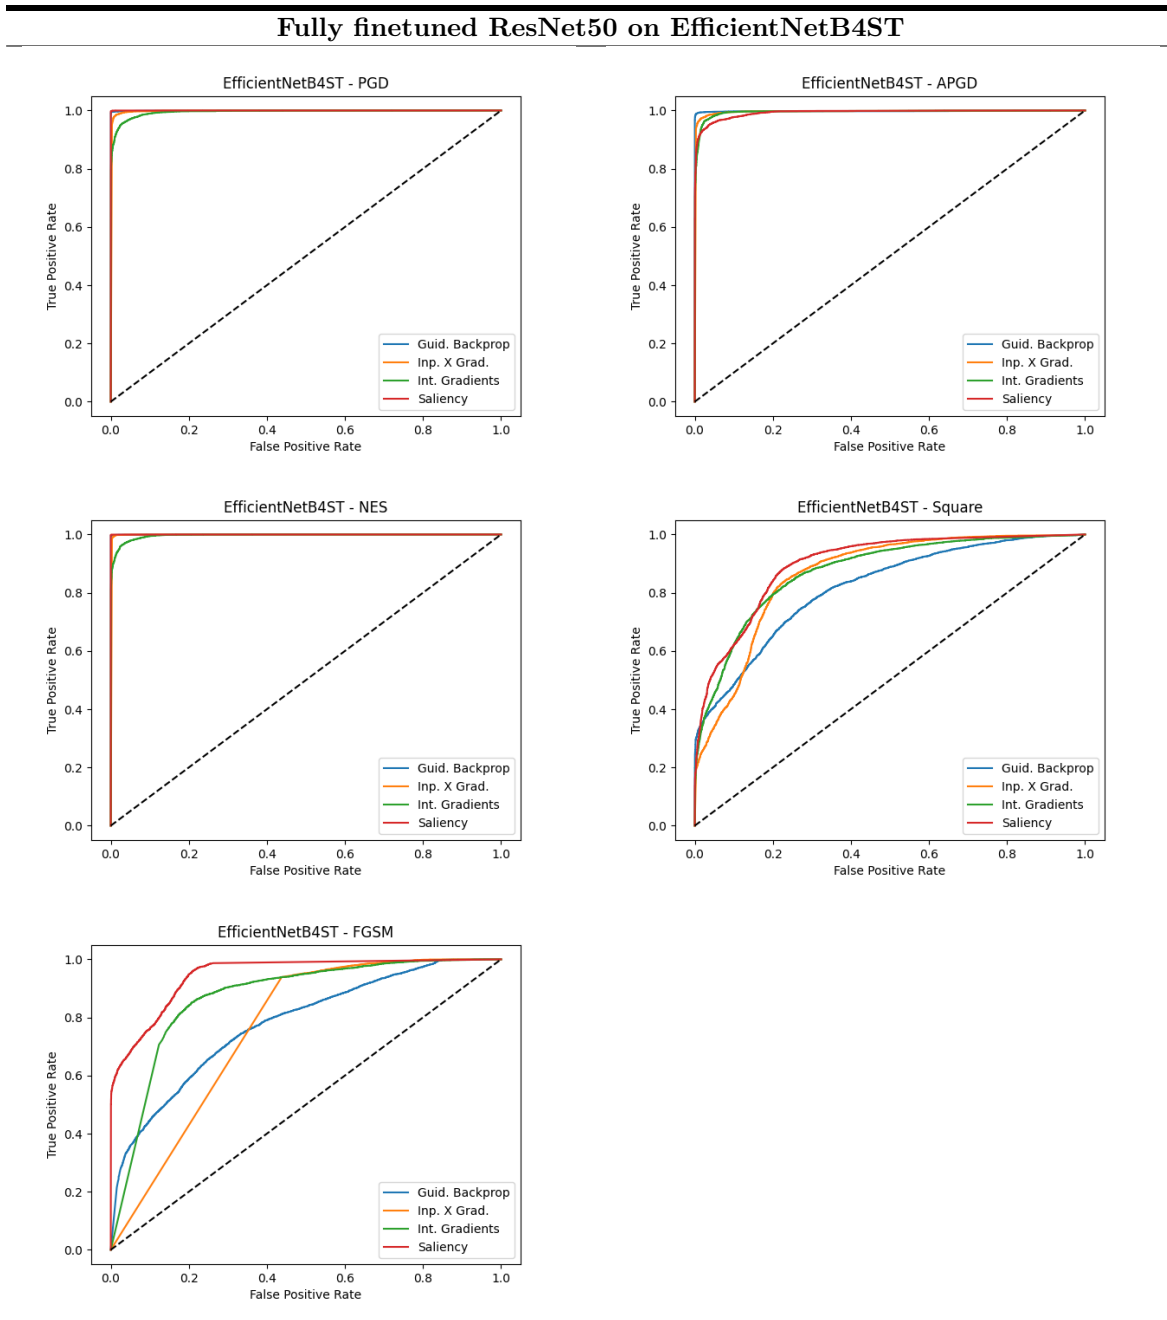 Fully finetuned ResNet50 on EfficientNetB4ST
EfficientNetB4ST - PGD
True Positive Rate
1.0
0.8
0.6
0.4
0.2
0.0
Guid. Backprop
Inp. X Grad.
Int. Gradients
Saliency
0.0 0.2 0.4 0.6 0.8 1.0
False Positive Rate
EfficientNetB4ST - APGD
True Positive Rate
1.0
0.8
0.6
0.4
0.2
0.0
Guid. Backprop
Inp. X Grad.
Int. Gradients
Saliency
0.0 0.2 0.4 0.6 0.8 1.0
False Positive Rate
EfficientNetB4ST - NES
True Positive Rate
1.0
0.8
0.6
0.4
0.2
0.0
Guid. Backprop
Inp. X Grad.
Int. Gradients
Saliency
0.0 0.2 0.4 0.6 0.8 1.0
False Positive Rate
EfficientNetB4ST - Square
True Positive Rate
1.0
0.8
0.6
0.4
0.2
0.0
Guid. Backprop
Inp. X Grad.
Int. Gradients
Saliency
0.0 0.2 0.4 0.6 0.8 1.0
False Positive Rate
EfficientNetB4ST - FGSM
True Positive Rate
1.0
0.8
0.6
0.4
0.2
0.0
Guid. Backprop
Inp. X Grad.
Int. Gradients
Saliency
0.0 0.2 0.4 0.6 0.8 1.0
False Positive Rate